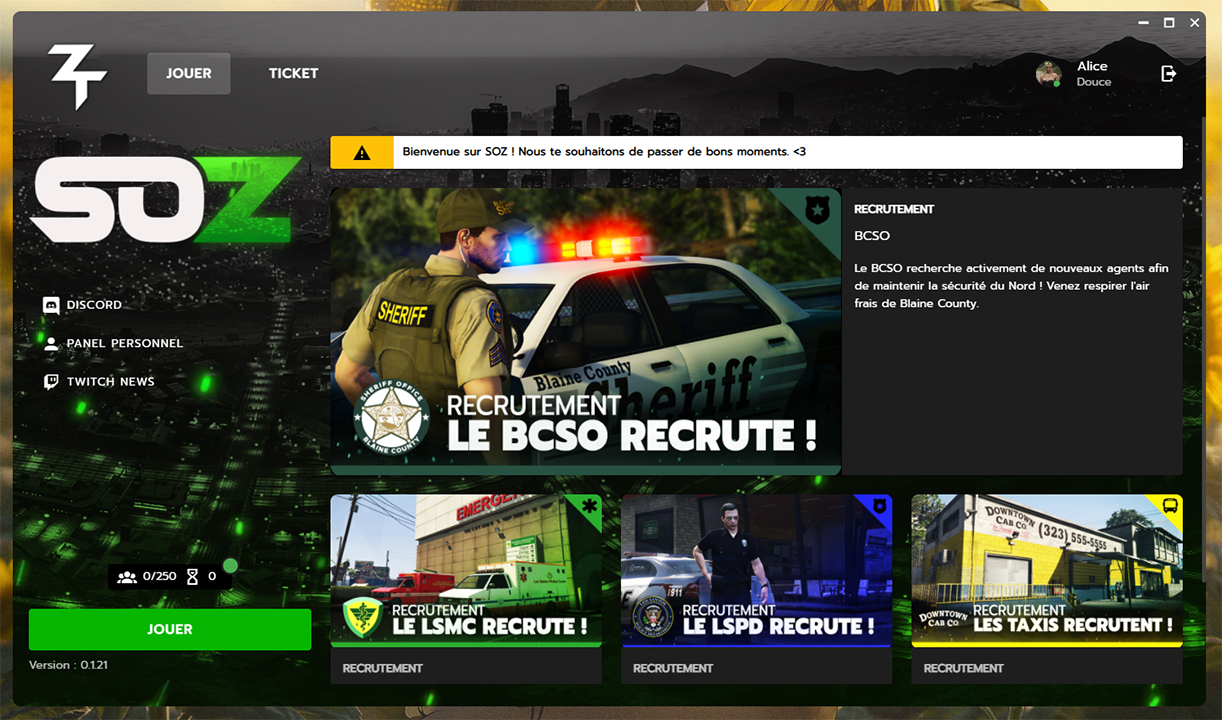 JOUER
TICKET
Alice
Douce
SOZ
Bienvenue sur SOZ ! Nous te souhaitons de passer de bons moments. <3
DISCORD
PANEL PERSONNEL
TWITCH NEWS
0/250
0
JOUER
Version : 0.1.21
SHERIFF
Blaine County
Sheriff
SHERIFF OFFICE
BLAINE COUNTY
RECRUTEMENT
LE BCSO RECRUTE !
RECRUTEMENT
BCSO
Le BCSO recherche activement de nouveaux agents afin
de maintenir la sécurité du Nord ! Venez respirer l'air
frais de Blaine County.
EMERGEN
RECRUTEMENT
LE LSMC RECRUTE !
RECRUTEMENT
911
RECRUTEMENT
LE LSPD RECRUTE !
RECRUTEMENT
DOWNTOWN
CAB CO.
(323) 555-5555
DOWNTOWN
CAB CO.
RECRUTEMENT
LES TAXIS RECRUTENT !
RECRUTEMENT